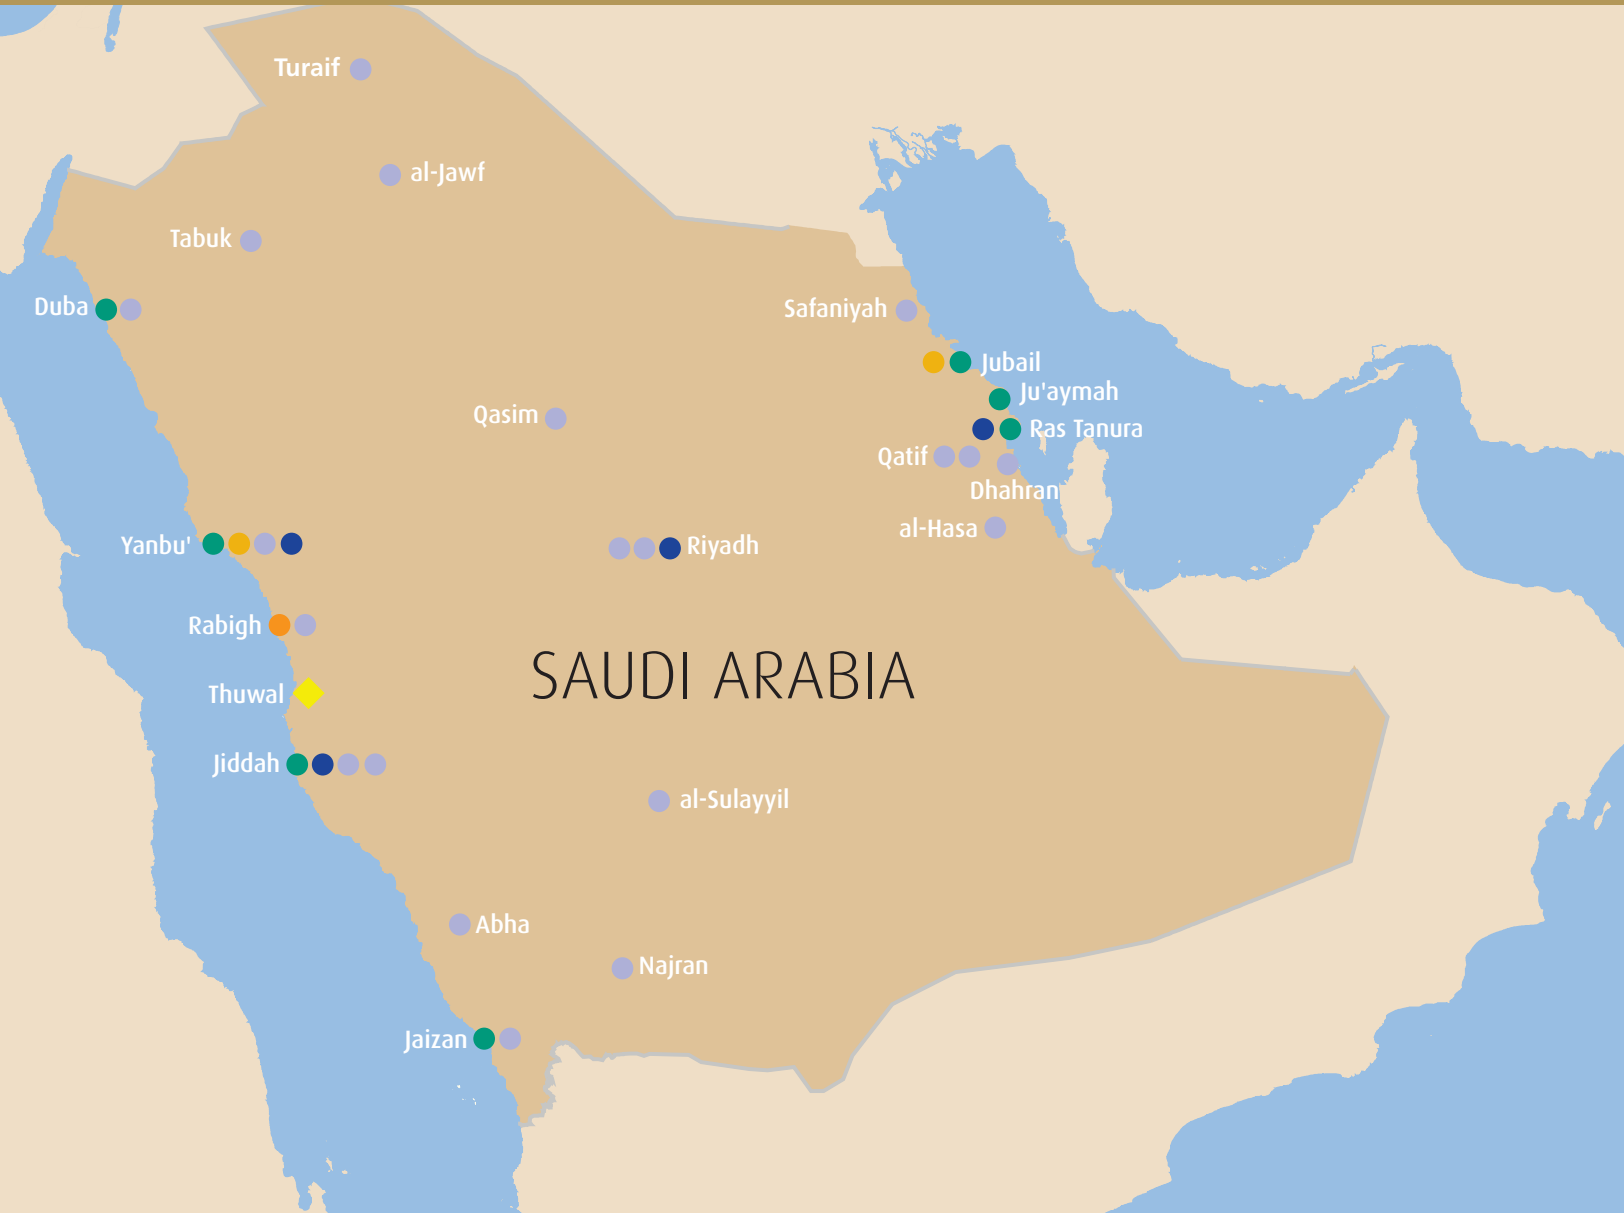 Turaif
al-Jawf
Tabuk
Duba
Safaniyah
Jubail
Ju'aymah
Qasim
Ras Tanura
Qatif
Dhahran
al-Hasa
Yanbu'
Riyadh
Rabigh
SAUDI ARABIA
Thuwal
Jiddah
al-Sulayyil
Abha
Najran
Jaizan